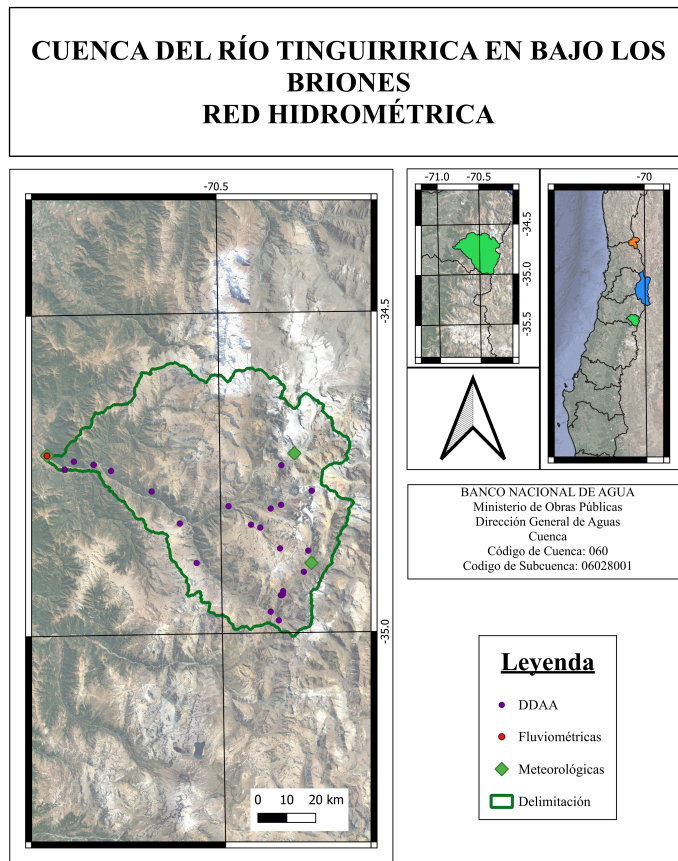 CUENCA DEL RÍO TINGUIRIRICA EN BAJO LOS
BRIONES
RED HIDROMÉTRICA
-70.5
-34.5
-35.0
0 10 20 km
-71.0 -70.5
-34.5
-35.0
-35.5
-70
BANCO NACIONAL DE AGUA
Ministerio de Obras Públicas
Dirección General de Aguas
Cuenca
Código de Cuenca: 060
Codigo de Subcuenca: 06028001
Leyenda
DDAA
Fluviométricas
Meteorológicas
Delimitación